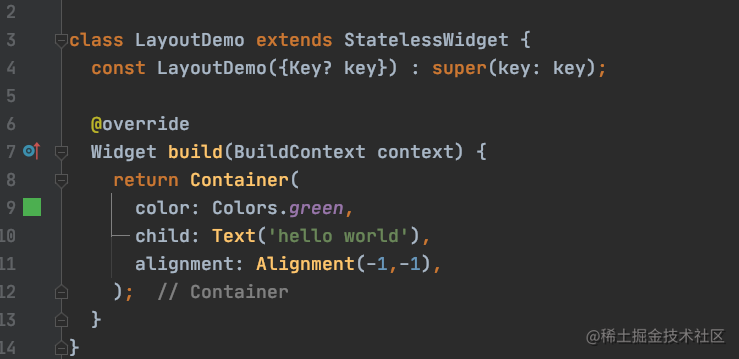 2
3 class LayoutDemo extends StatelessWidget {
4 const LayoutDemo({Key? key}) : super(key: key);
5
6 @override
7 Widget build(BuildContext context) {
8 return Container(
9 color: Colors.green,
10 child: Text('hello world'),
11 alignment: Alignment(-1,-1),
12 ); // Container
13 }
14 }
@稀土掘金技术社区